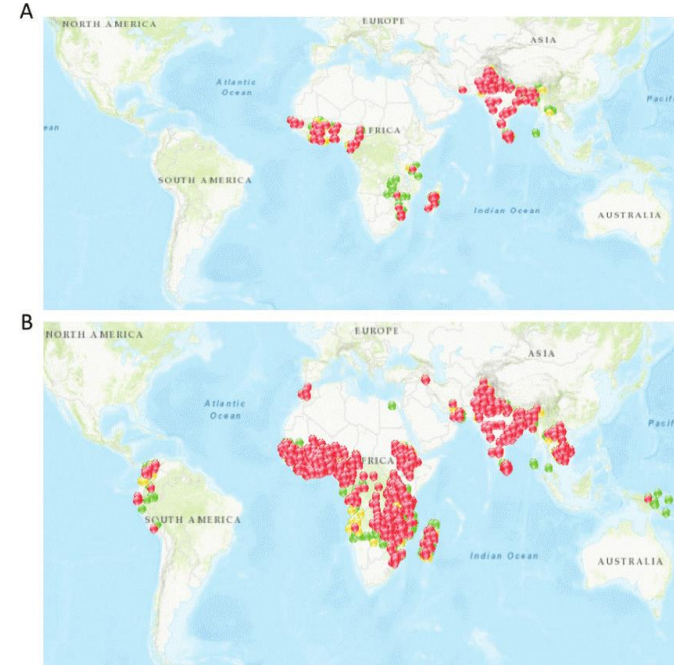 A
NORTH AMERICA
EUROPE
ASIA
Atlantic
Ocean
Pacif
ean
AFRICA
SOUTH AMERICA
Indian Ocean
AUSTRALIA
B
NORTH AMERICA
EUROPE
ASIA
Atlantic
Ocean
Pacif
FRICA
SOUTH AMERICA
Indian Ocean
AUSTRALIA